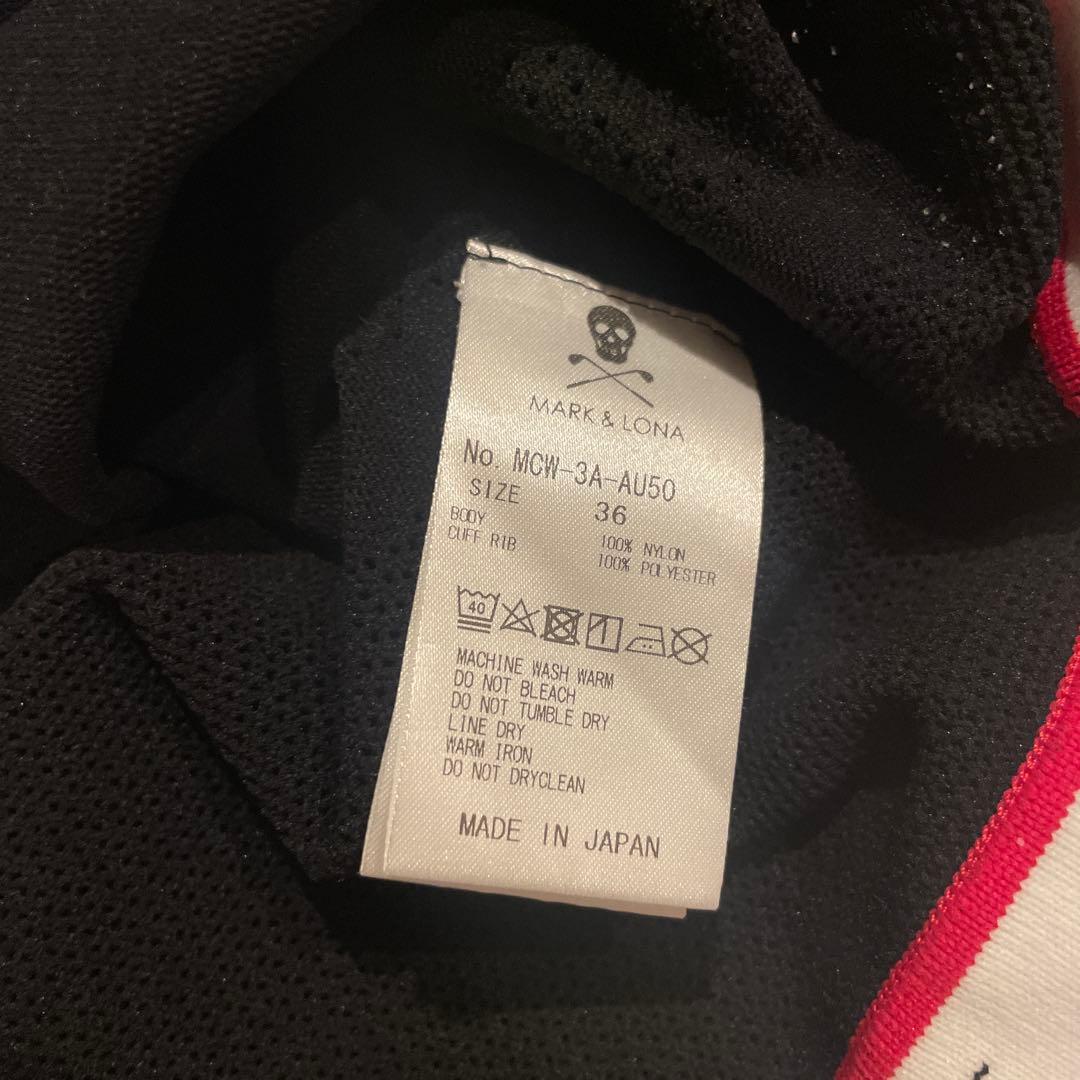 MARK & LONA
No. MCW-3A-AU50
SIZE 36
BODY 100% NYLON
CUFF RIB 100% POLYESTER
40
MACHINE WASH WARM
DO NOT BLEACH
DO NOT TUMBLE DRY
LINE DRY
WARM IRON
DO NOT DRYCLEAN
MADE IN JAPAN